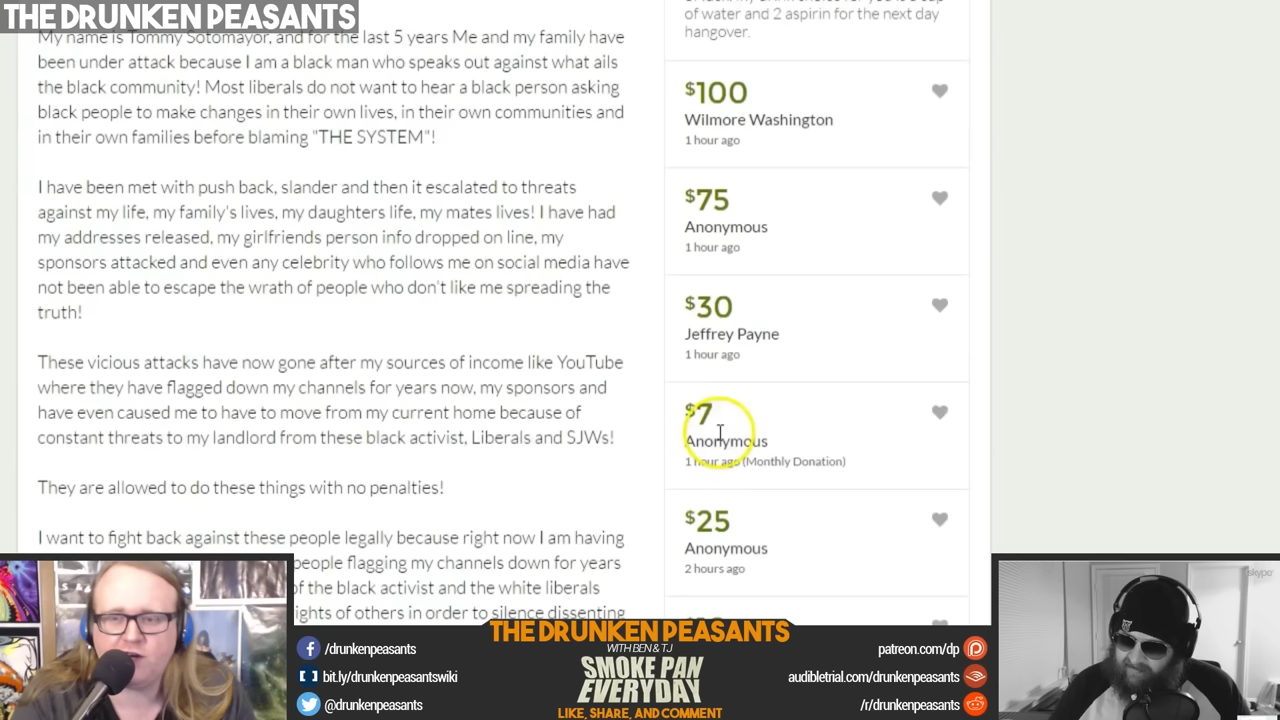 THE DRUNKEN PEASANTS
My name is Tommy Sotomayor, and for the last 5 years Me and my family have
been under attack because I am a black man who speaks out against what ails
the black community! Most liberals do not want to hear a black person asking
black people to make changes in their own lives, in their own communities and
in their own families before blaming "THE SYSTEM"!
I have been met with push back, slander and then it escalated to threats
against my life, my family's lives, my daughters life, my mates lives! I have had
my addresses released, my girlfriends person info dropped on line, my
sponsors attacked and even any celebrity who follows me on social media have
not been able to escape the wrath of people who don't like me spreading the
truth!
These vicious attacks have now gone after my sources of income like YouTube
where they have flagged down my channels for years now, my sponsors and
have even caused me to have to move from my current home because of
constant threats to my landlord from these black activist, Liberals and SJWs!
They are allowed to do these things with no penalties!
I want to fight back against these people legally because right now I am having
people flagging my channels down for years
of the black activist and the white liberals
ights of others in order to silence dissenting
of water and 2 aspirin for the next day
hangover.
$100
Wilmore Washington
1 hour ago
$75
Anonymous
1 hour ago
$30
Jeffrey Payne
1 hour ago
$7
Anonymous
1 hour ago (Monthly Donation)
$25
Anonymous
2 hours ago
skype
/drunkenpeasants
bit.ly/drunkenpeasantswiki
@drunkenpeasants
THE DRUNKEN PEASANTS
WITH BEN & TJ
SMOKE PAN
EVERYDAY
LIKE, SHARE, AND COMMENT
patreon.com/dp
audibletrial.com/drunkenpeasants
/r/drunkenpeasants